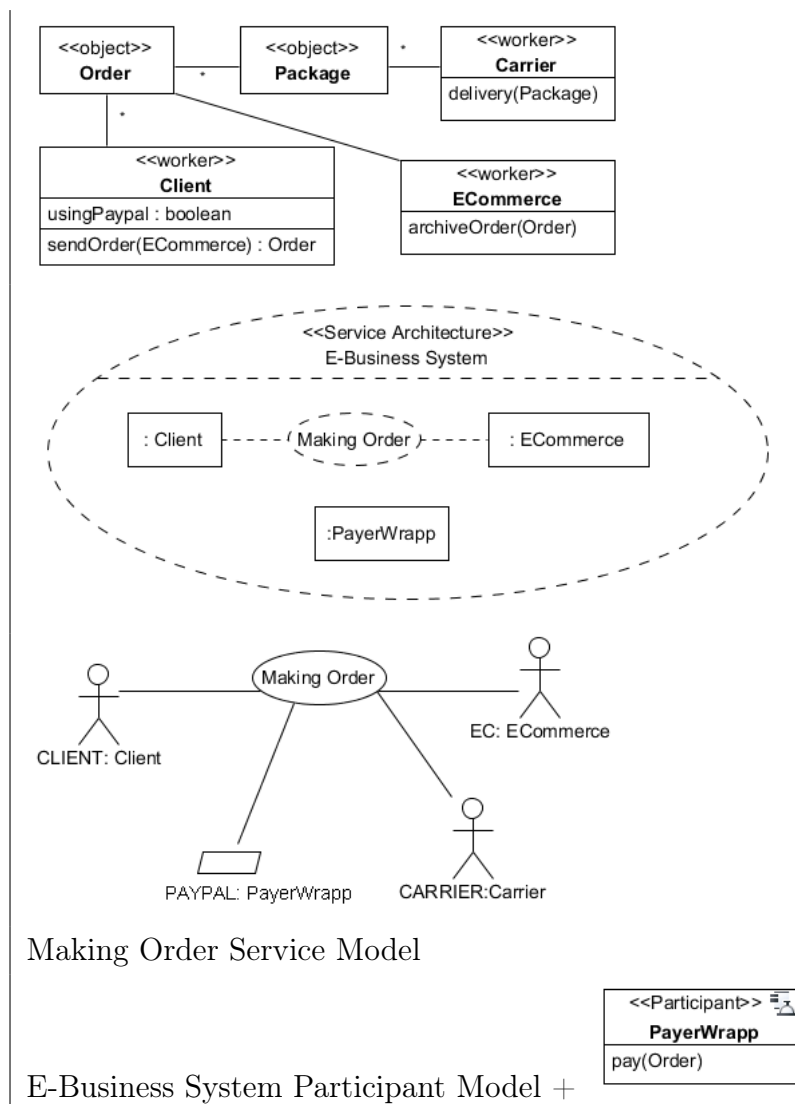 <<object>>
Order
*
<<object>>
Package
*
<<worker>>
Carrier
delivery(Package)
*
<<worker>>
Client
usingPaypal : boolean
sendOrder(ECommerce) : Order
<<worker>>
ECommerce
archiveOrder(Order)
<<Service Architecture>>
E-Business System
: Client
Making Order
: ECommerce
:PayerWrapp
Making Order
CLIENT: Client
EC: ECommerce
PAYPAL: PayerWrapp
CARRIER:Carrier
Making Order Service Model
<<Participant>>
PayerWrapp
pay(Order)
E-Business System Participant Model +